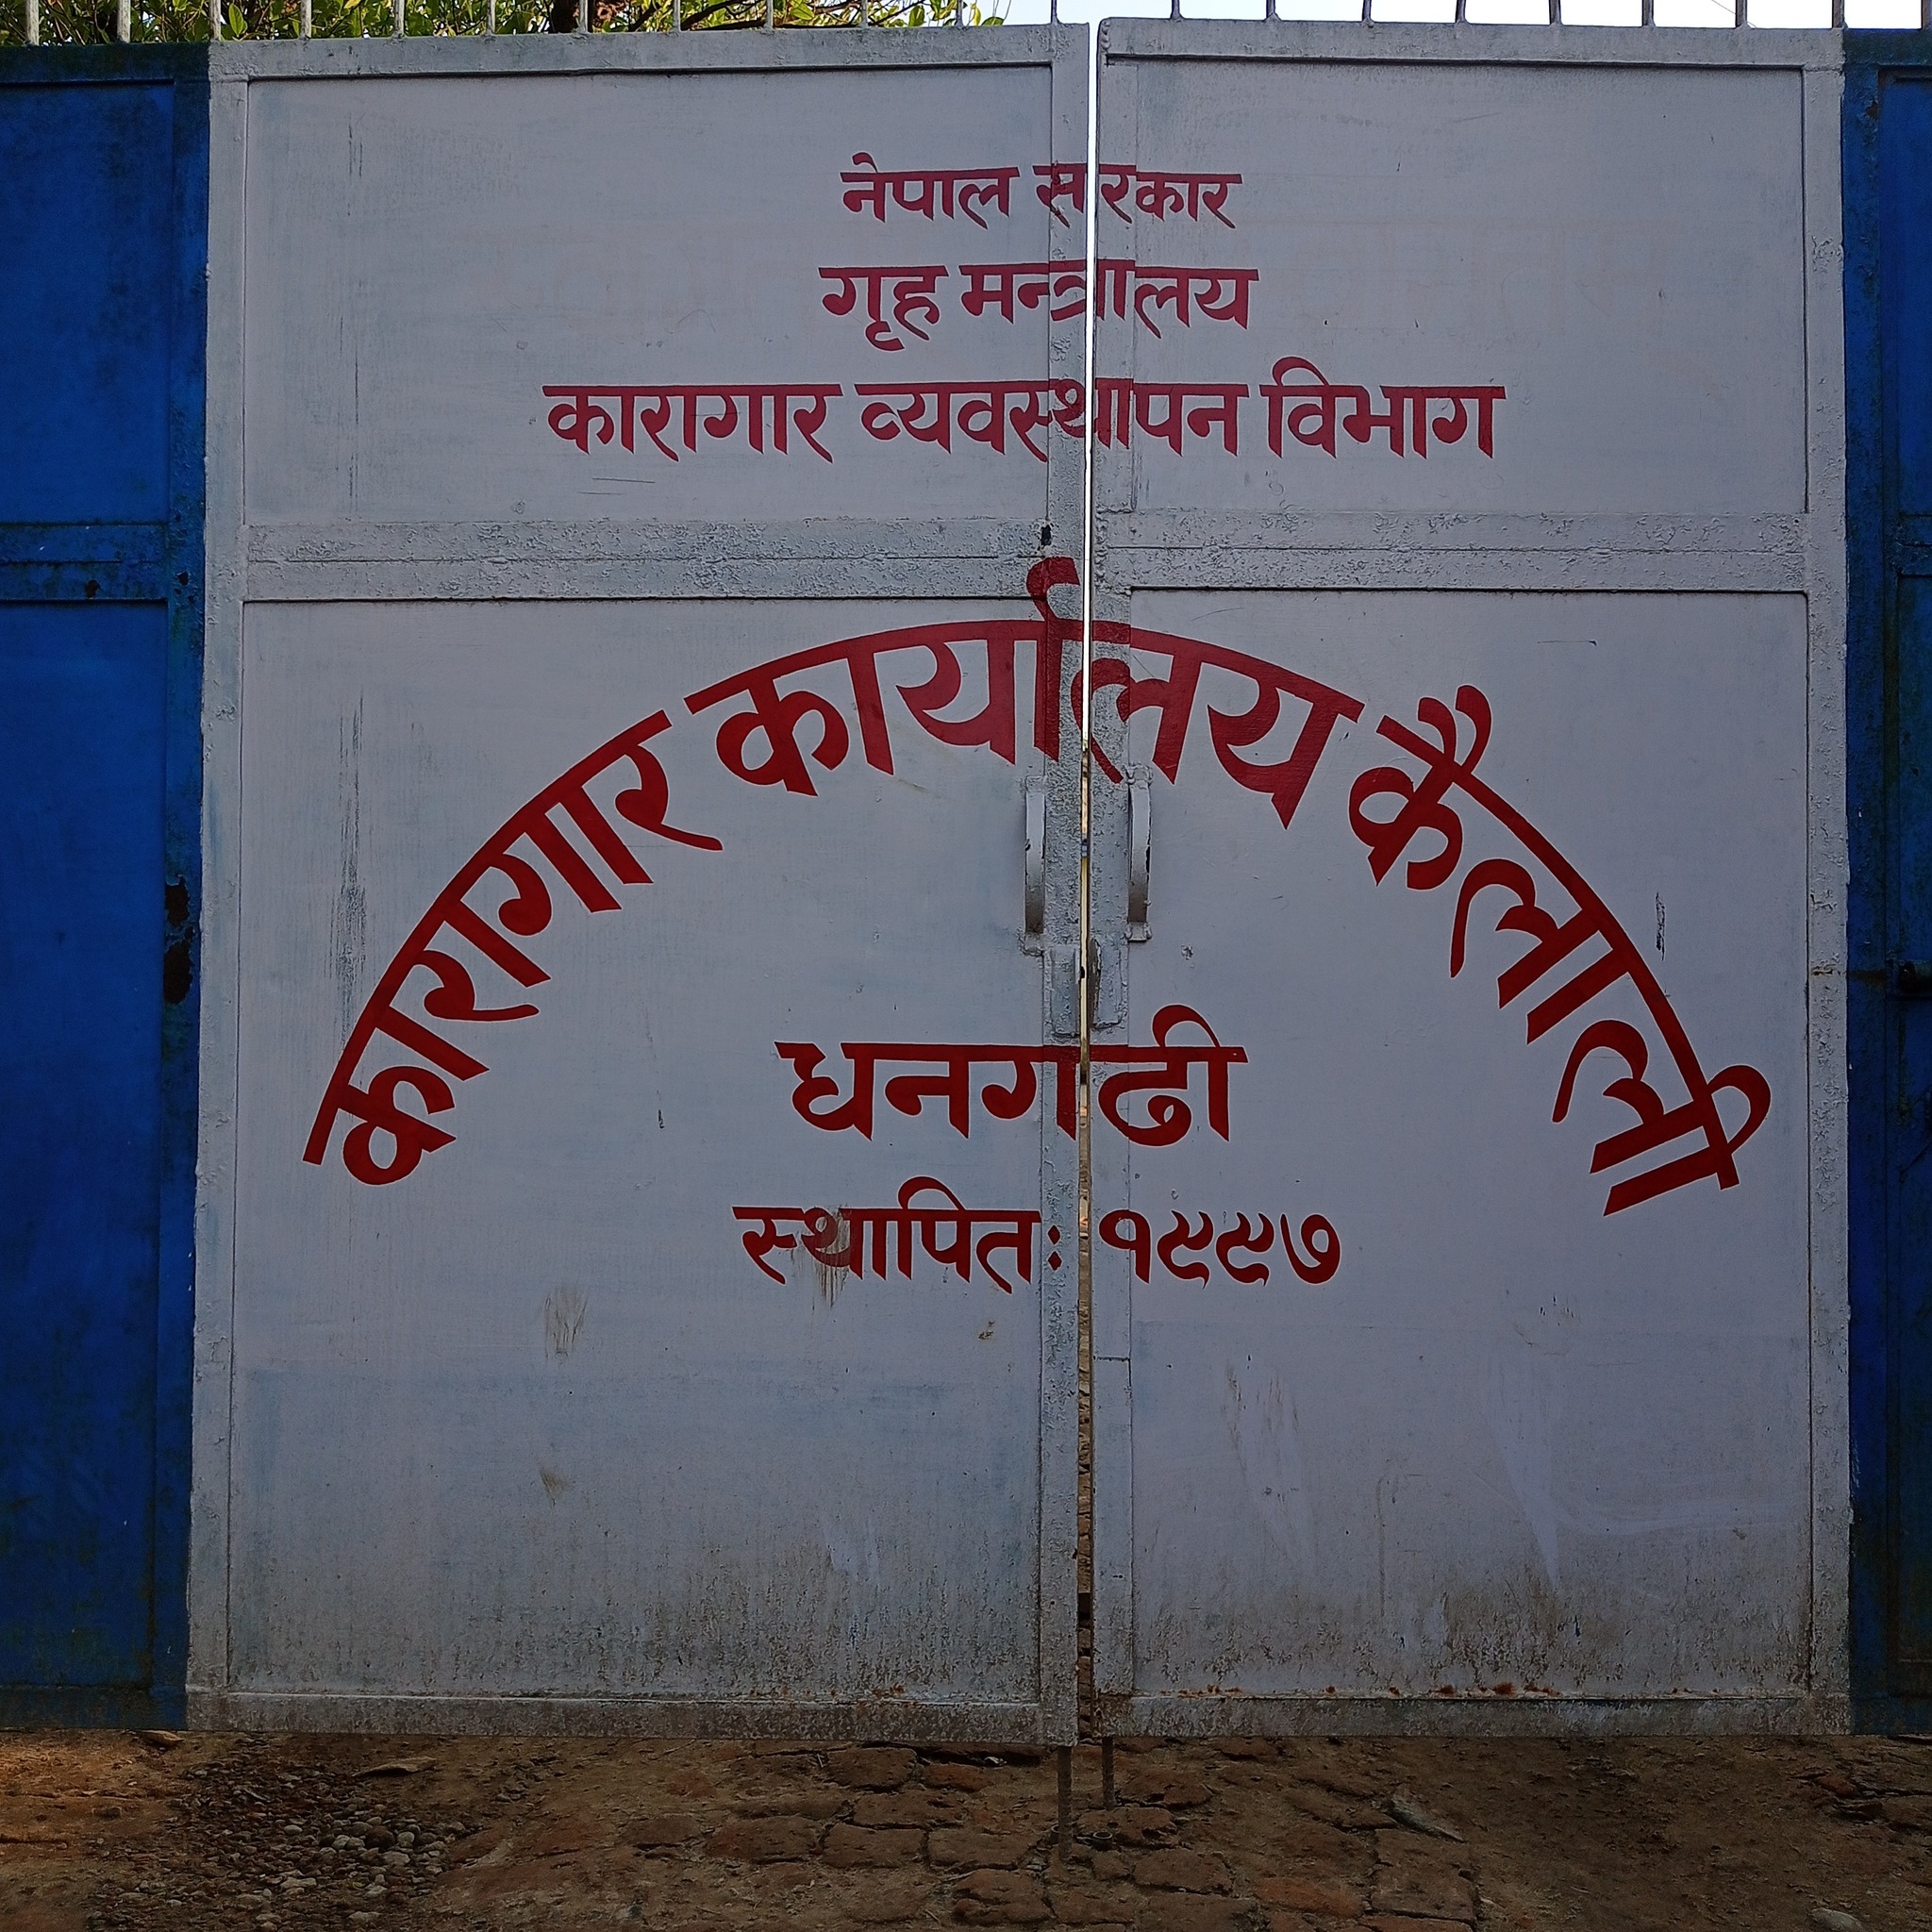 नेपाल सरकार
गृह मन्त्रालय
कारागार व्यवस्थापन विभाग
कारागार कार्यालय कैलाली
धनगढी
स्थापितः १९९७